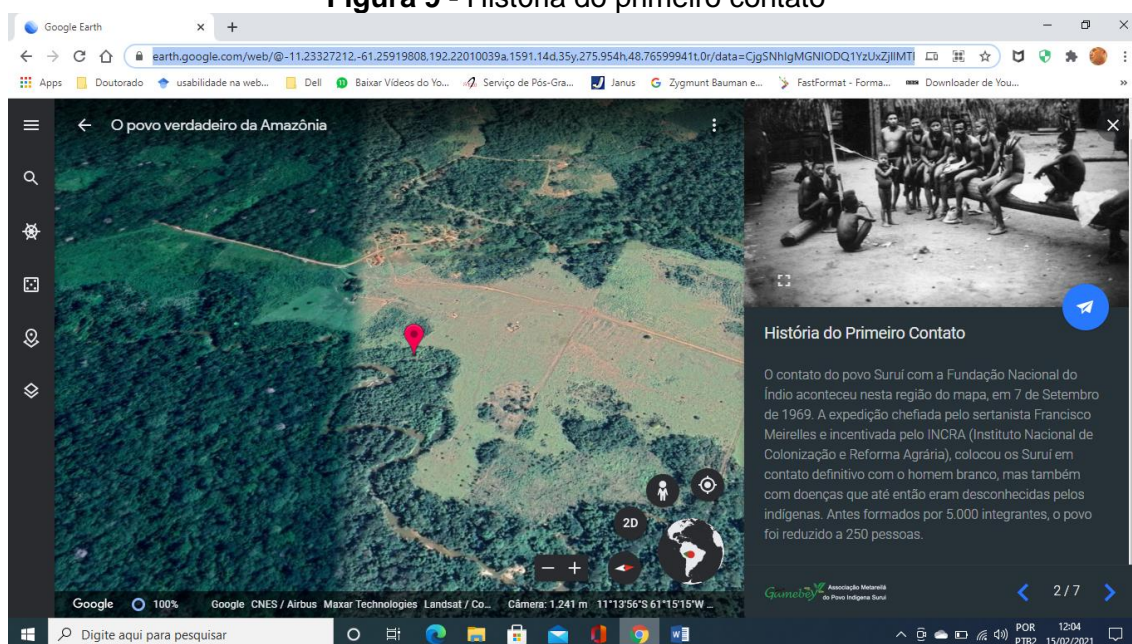 Figura 9 - História do primeiro contato
Google Earth
earth.google.com/web/@-11.23327212,-61.25919808,192.22010039a,1591.14d,35y,275.954h,48.76599941t,0r/data=CjgSNhIgMGNIODQ1YzUxZjllMTl
Apps Doutorado usabilidade na web... Dell Baixar Vídeos do Yo... Serviço de Pós-Gra... Janus Zygmunt Bauman e... FastFormat - Forma... Downloader de You... »
O povo verdadeiro da Amazônia
História do Primeiro Contato
O contato do povo Suruí com a Fundação Nacional do
Índio aconteceu nesta região do mapa, em 7 de Setembro
de 1969. A expedição chefiada pelo sertanista Francisco
Meirelles e incentivada pelo INCRA (Instituto Nacional de
Colonização e Reforma Agrária), colocou os Suruí em
contato definitivo com o homem branco, mas também
com doenças que até então eram desconhecidas pelos
indígenas. Antes formados por 5.000 integrantes, o povo
foi reduzido a 250 pessoas.
2D
Gamebey Associação Metareilá
do Povo Indígena Suruí
2 / 7
Google 100% Google CNES / Airbus Maxar Technologies Landsat / Co... Câmera: 1.241 m 11°13'56"S 61°15'15"W ...
Digite aqui para pesquisar
POR 12:04
PTB2 15/02/2021